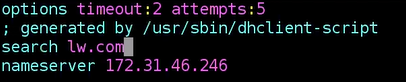 options timeout:2 attempts:5
; generated by /usr/sbin/dhclient-script
search lw.com
nameserver 172.31.46.246